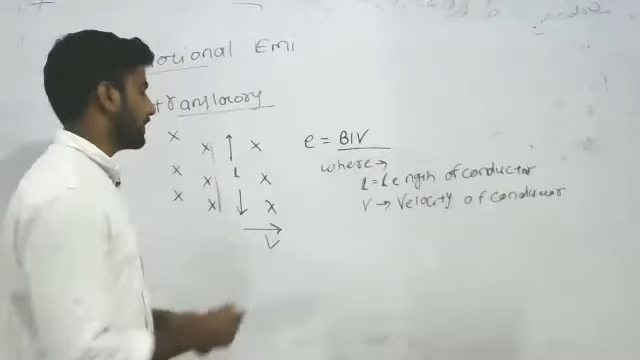 otional Emi
translatory
x x x
L
x x x
x x x
V
e = BlV
where →
L = Length of conductor
V → Velocity of conductor